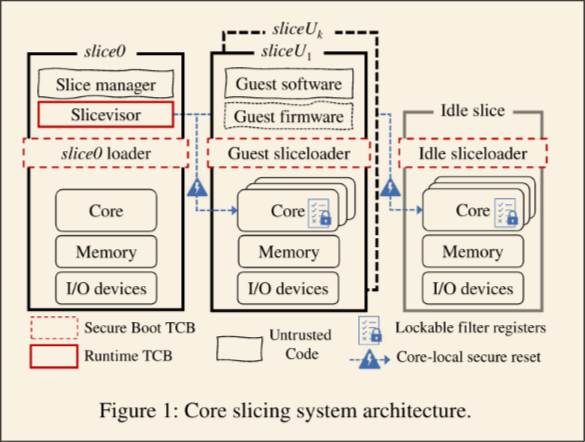 sliceU_k
slice0
sliceU_1
Slice manager
Guest software
Slicevisor
Guest firmware
Idle slice
slice0 loader
Guest sliceloader
Idle sliceloader
Core
Core
Core
Memory
Memory
Memory
I/O devices
I/O devices
I/O devices
Secure Boot TCB
Runtime TCB
Untrusted
Code
Lockable filter registers
Core-local secure reset
Figure 1: Core slicing system architecture.